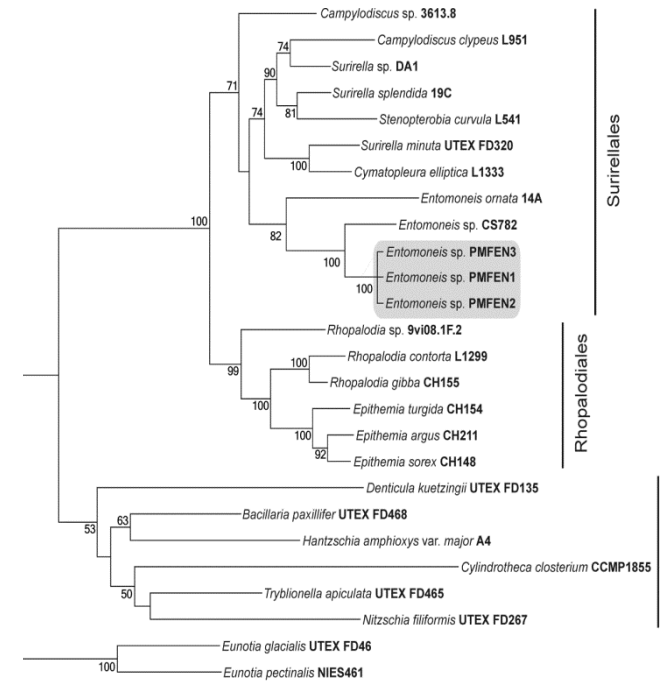 Campylodiscus sp. 3613.8
Campylodiscus clypeus L951
74
Surirella sp. DA1
90
71
Surirella splendida 19C
74
81
Stenopterobia curvula L541
Surirella minuta UTEX FD320
100
Cymatopleura elliptica L1333
Entomoneis ornata 14A
100
82
Entomoneis sp. CS782
Entomoneis sp. PMFEN3
100
Entomoneis sp. PMFEN1
100
Entomoneis sp. PMFEN2
Surirellales
Rhopalodia sp. 9vi08.1F.2
99
Rhopalodia contorta L1299
100
Rhopalodia gibba CH155
100
Epithemia turgida CH154
100
Epithemia argus CH211
92
Epithemia sorex CH148
Rhopalodiales
Denticula kuetzingii UTEX FD135
53
Bacillaria paxillifer UTEX FD468
63
Hantzschia amphioxys var. major A4
Cylindrotheca closterium CCMP1855
50
Tryblionella apiculata UTEX FD465
Nitzschia filiformis UTEX FD267
Eunotia glacialis UTEX FD46
100
Eunotia pectinalis NIES461